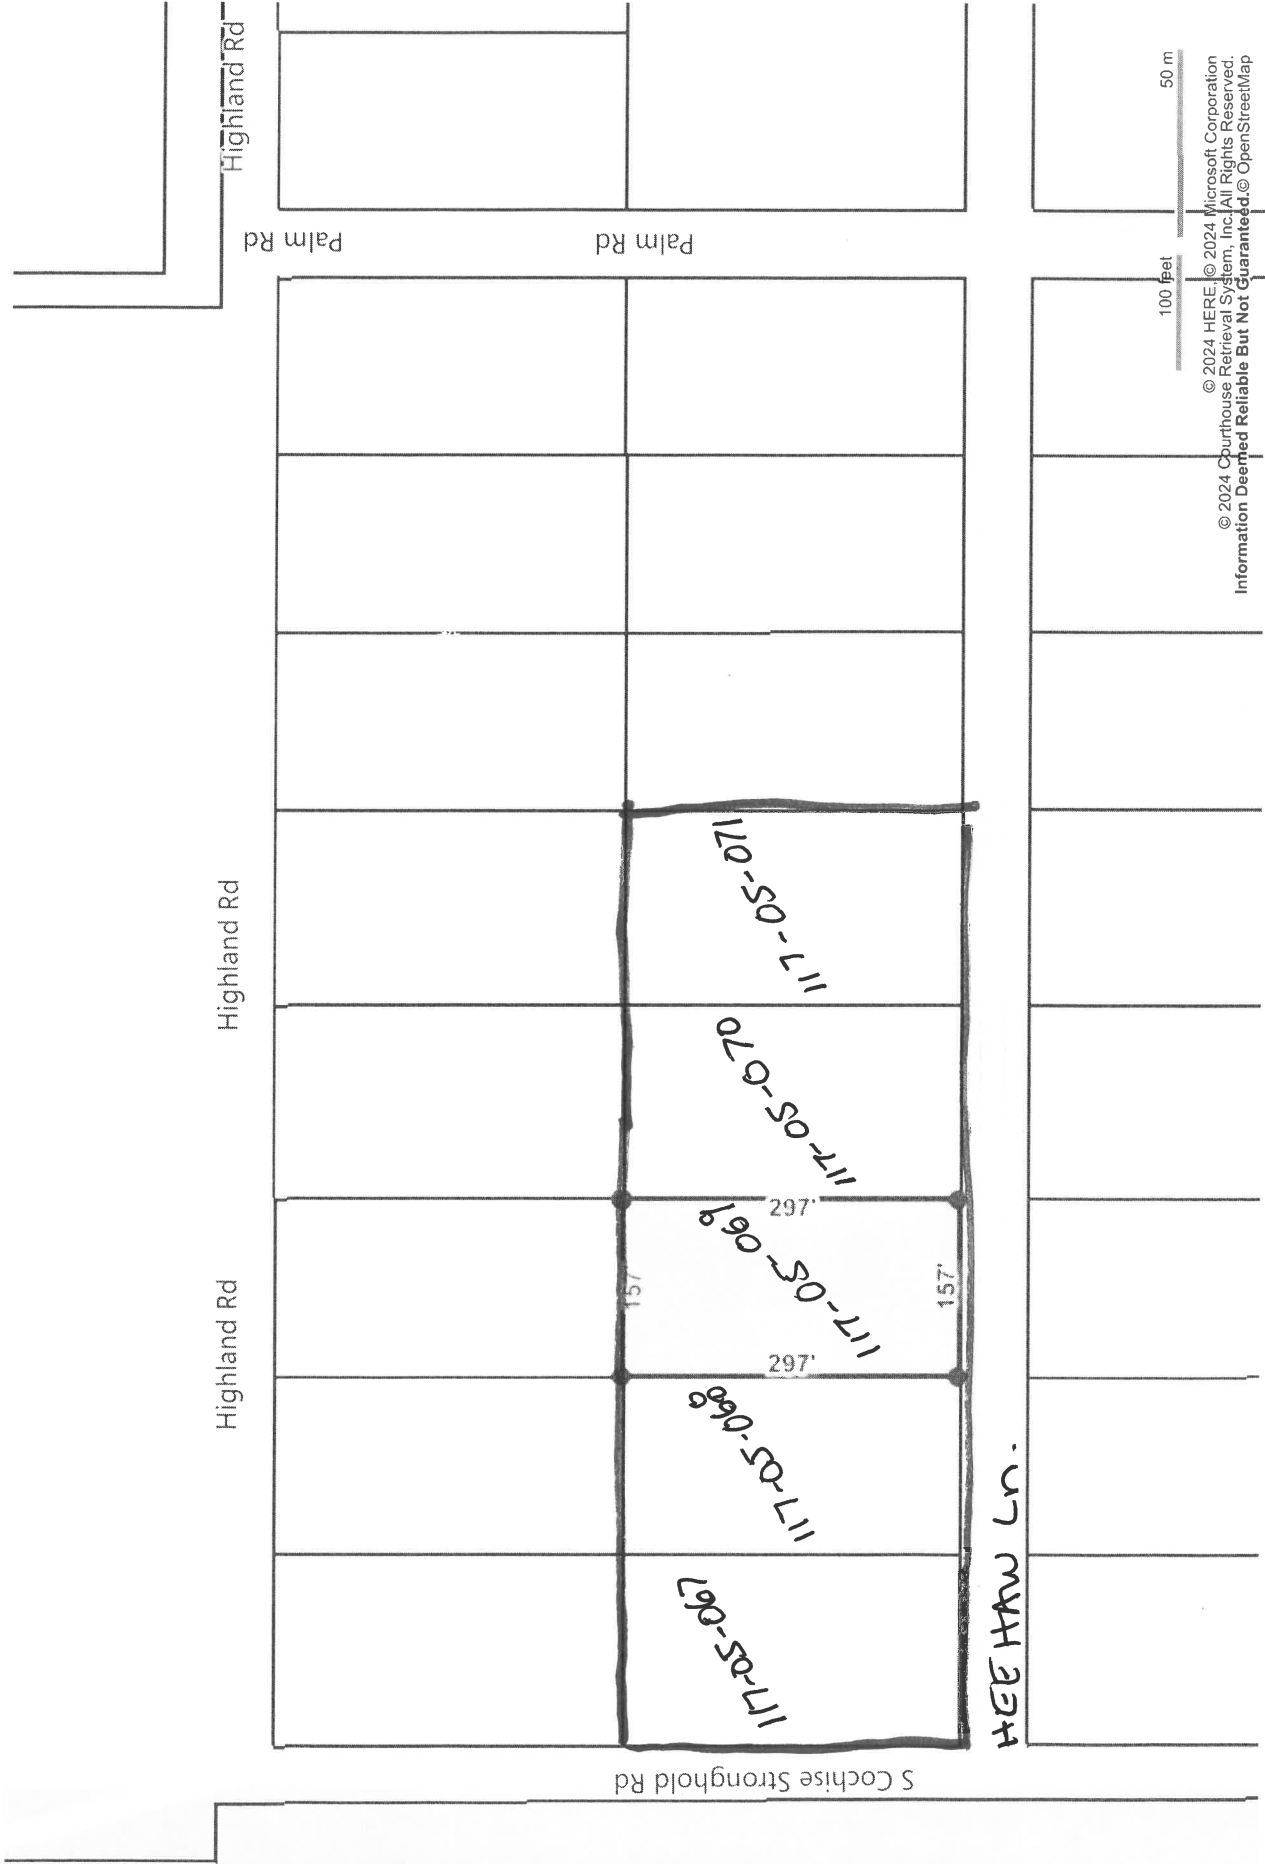 Highland Rd
Highland Rd
Highland Rd
Palm Rd
Palm Rd
S Cochise Stronghold Rd
157'
157'
297'
297'
117-05-067
117-05-068
117-05-069
117-05-070
117-05-071
HEE HAW Ln.
100 feet
50 m
© 2024 HERE, © 2024 Microsoft Corporation
© 2024 Courthouse Retrieval System, Inc. All Rights Reserved.
Information Deemed Reliable But Not Guaranteed.© OpenStreetMap